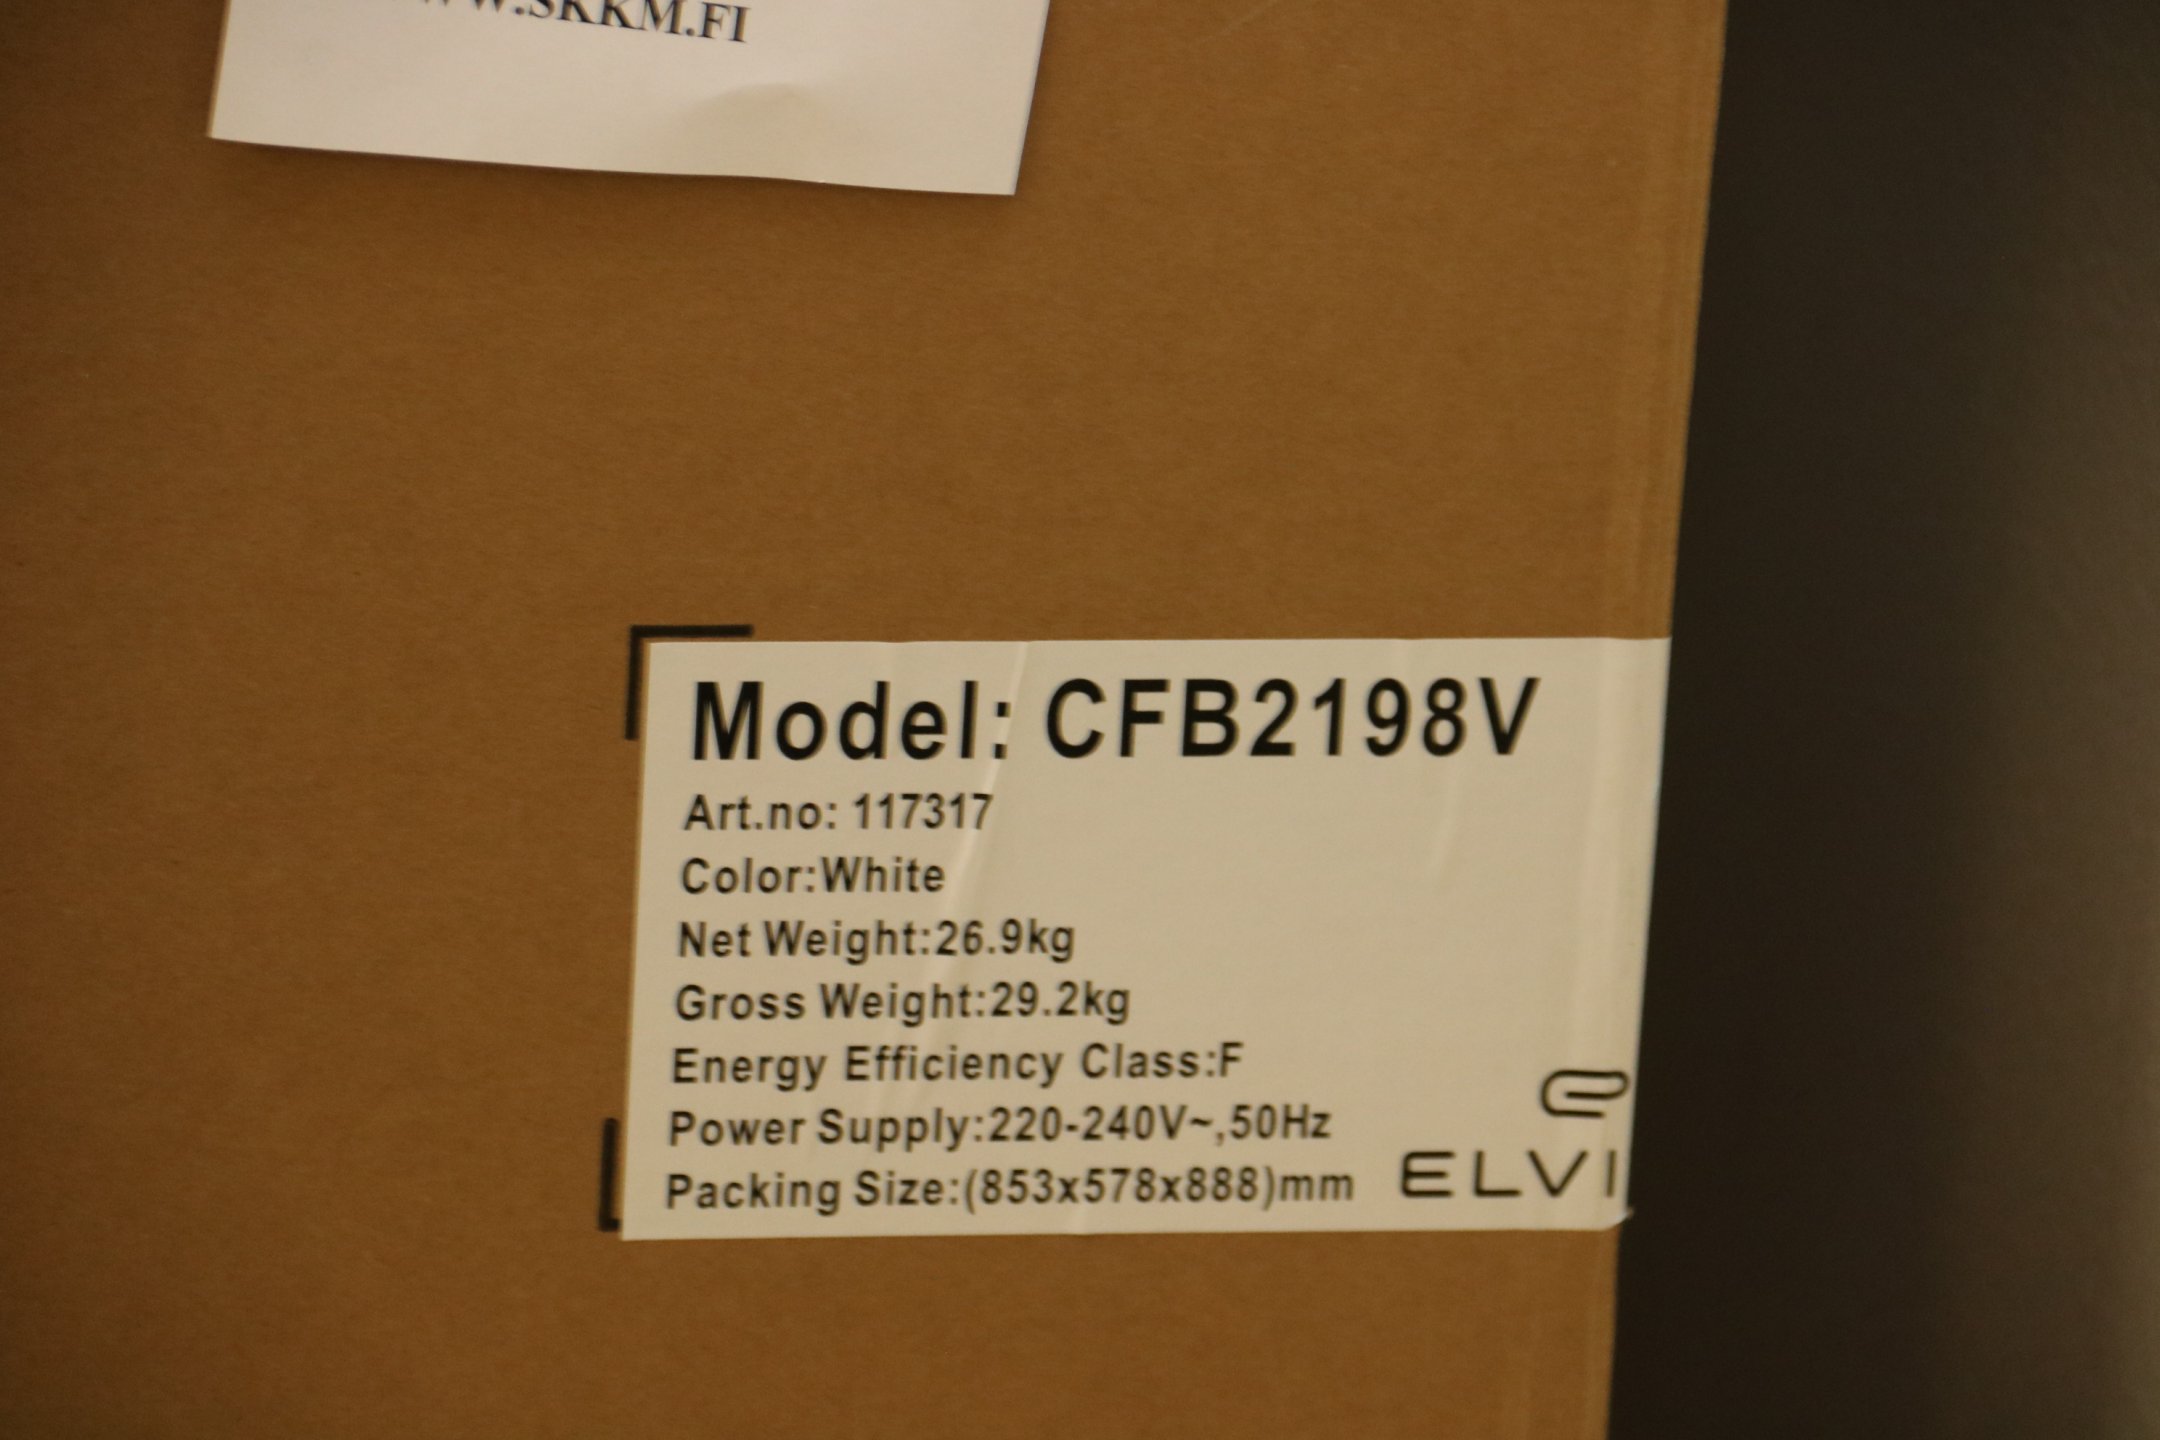 WWW.SKKM.FI
Model: CFB2198V
Art.no: 117317
Color:White
Net Weight:26.9kg
Gross Weight:29.2kg
Energy Efficiency Class:F
Power Supply:220-240V~,50Hz
Packing Size:(853x578x888)mm
ELVI